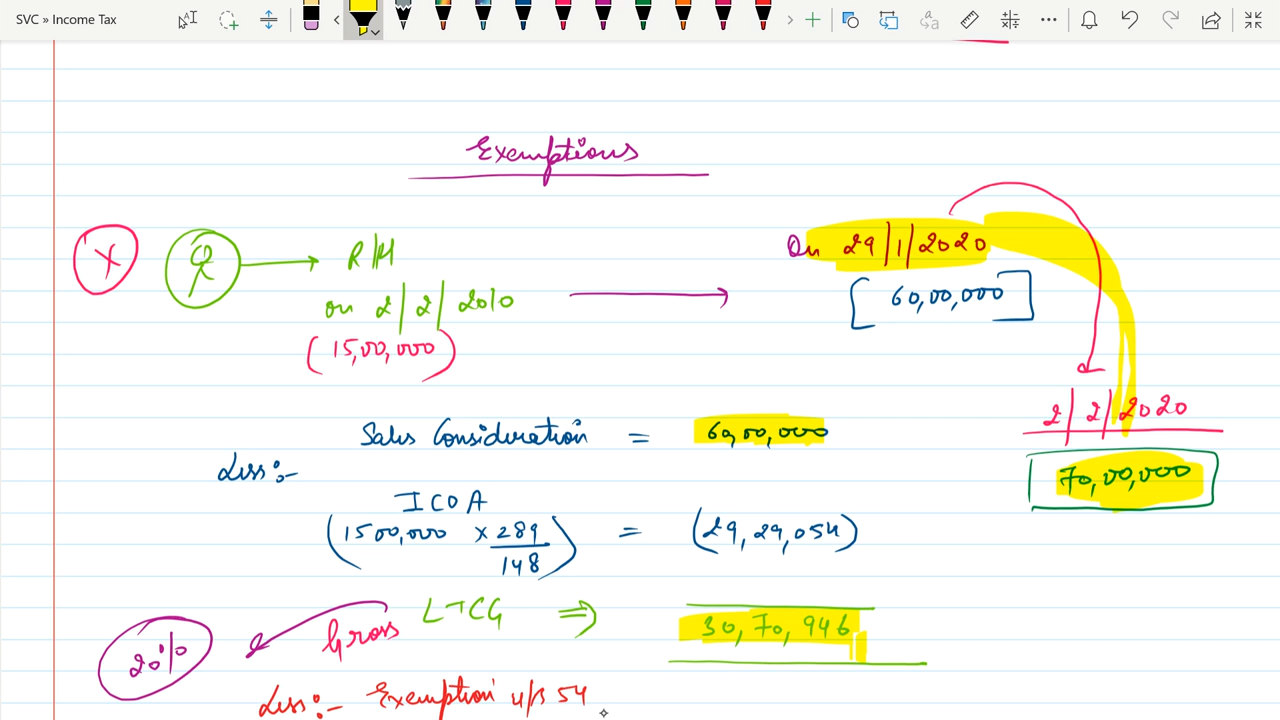 SVC » Income Tax
Exemptions
X R → R/H
on 2/2/2010
(15,00,000)
On 29/1/2020
[60,00,000]
2/2/2020
70,00,000
Sales Consideration = 60,00,000
Less:-
ICOA
(1500,000 x 289/148) = (29,29,054)
Gross LTCG ⇒ 30,70,946
20%
Less:- Exemption u/s 54